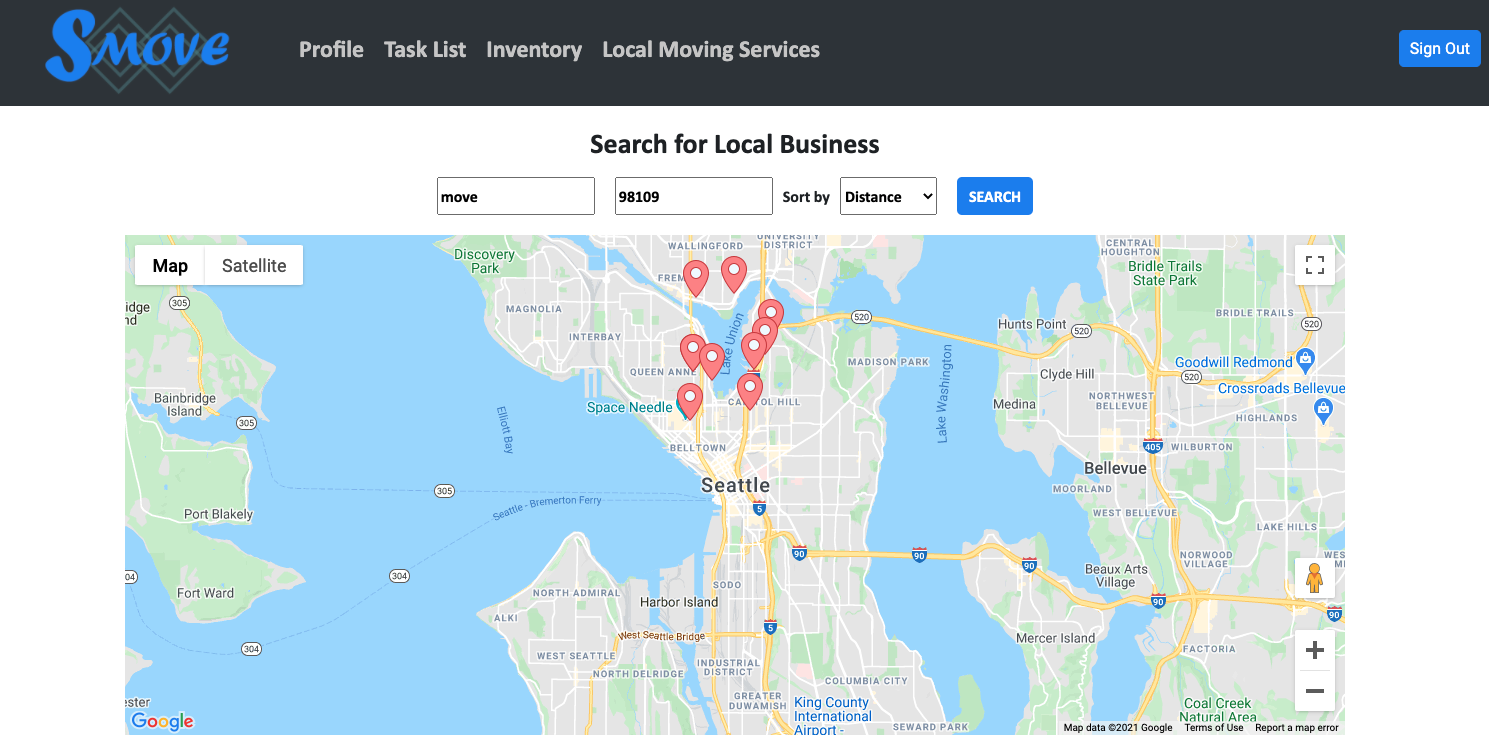 Smove
Profile Task List Inventory Local Moving Services
Sign Out
Search for Local Business
move 98109 Sort by Distance SEARCH
Map Satellite
WALLINGFORD
UNIVERSITY
DISTRICT
CENTRAL
HOUGHTON
Discovery
Park
FREM
Bridle Trails
State Park
305
idge
nd
MAGNOLIA
INTERBAY
Lake Union
520
Hunts Point
520
BRIDLE TRAILS
520
QUEEN ANNE
MADISON PARK
Goodwill Redmond
Clyde Hill
520
Crossroads Bellevue
Bainbridge
Island
305
Space Needle
CAPITOL HILL
Lake Washington
Medina
NORTHWEST
BELLEVUE
HIGHLANDS
Elliott Bay
BELLTOWN
405
WILBURTON
Bellevue
Seattle
305
MOORLAND
Port Blakely
Seattle - Bremerton Ferry
5
WEST BELLEVUE
LAKE HILLS
90
90
90
NORWOOD
VILLAGE
WES
M
04
304
Beaux Arts
Village
Fort Ward
NORTH ADMIRAL
SODO
Harbor Island
90
90
ALKI
5
West Seattle Bridge
Mercer Island
304
WEST SEATTLE
INDUSTRIAL
DISTRICT
FACTORIA
NORTH DELRIDGE
COLUMBIA CITY
GREATER
DUWAMISH
ester
King County
International
Airport -
Coal Creek
Natural Area
SEWARD PARK
Google
Map data ©2021 Google Terms of Use Report a map error